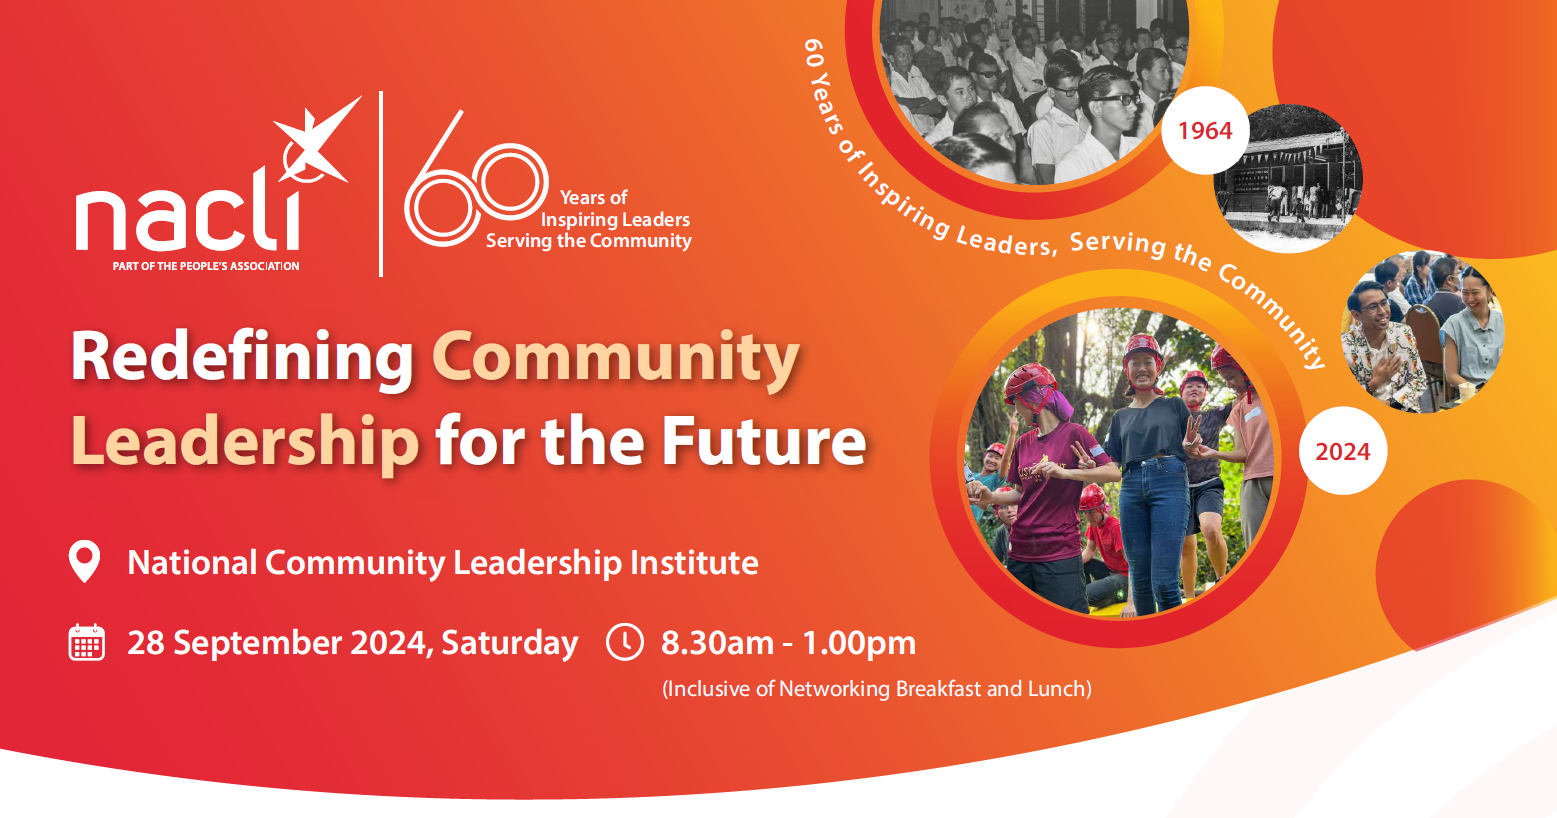 nacli
PART OF THE PEOPLE'S ASSOCIATION
60
Years of
Inspiring Leaders
Serving the Community
60 Years of Inspiring Leaders, Serving the Community
1964
2024
Redefining Community
Leadership for the Future
National Community Leadership Institute
28 September 2024, Saturday
8.30am - 1.00pm
(Inclusive of Networking Breakfast and Lunch)